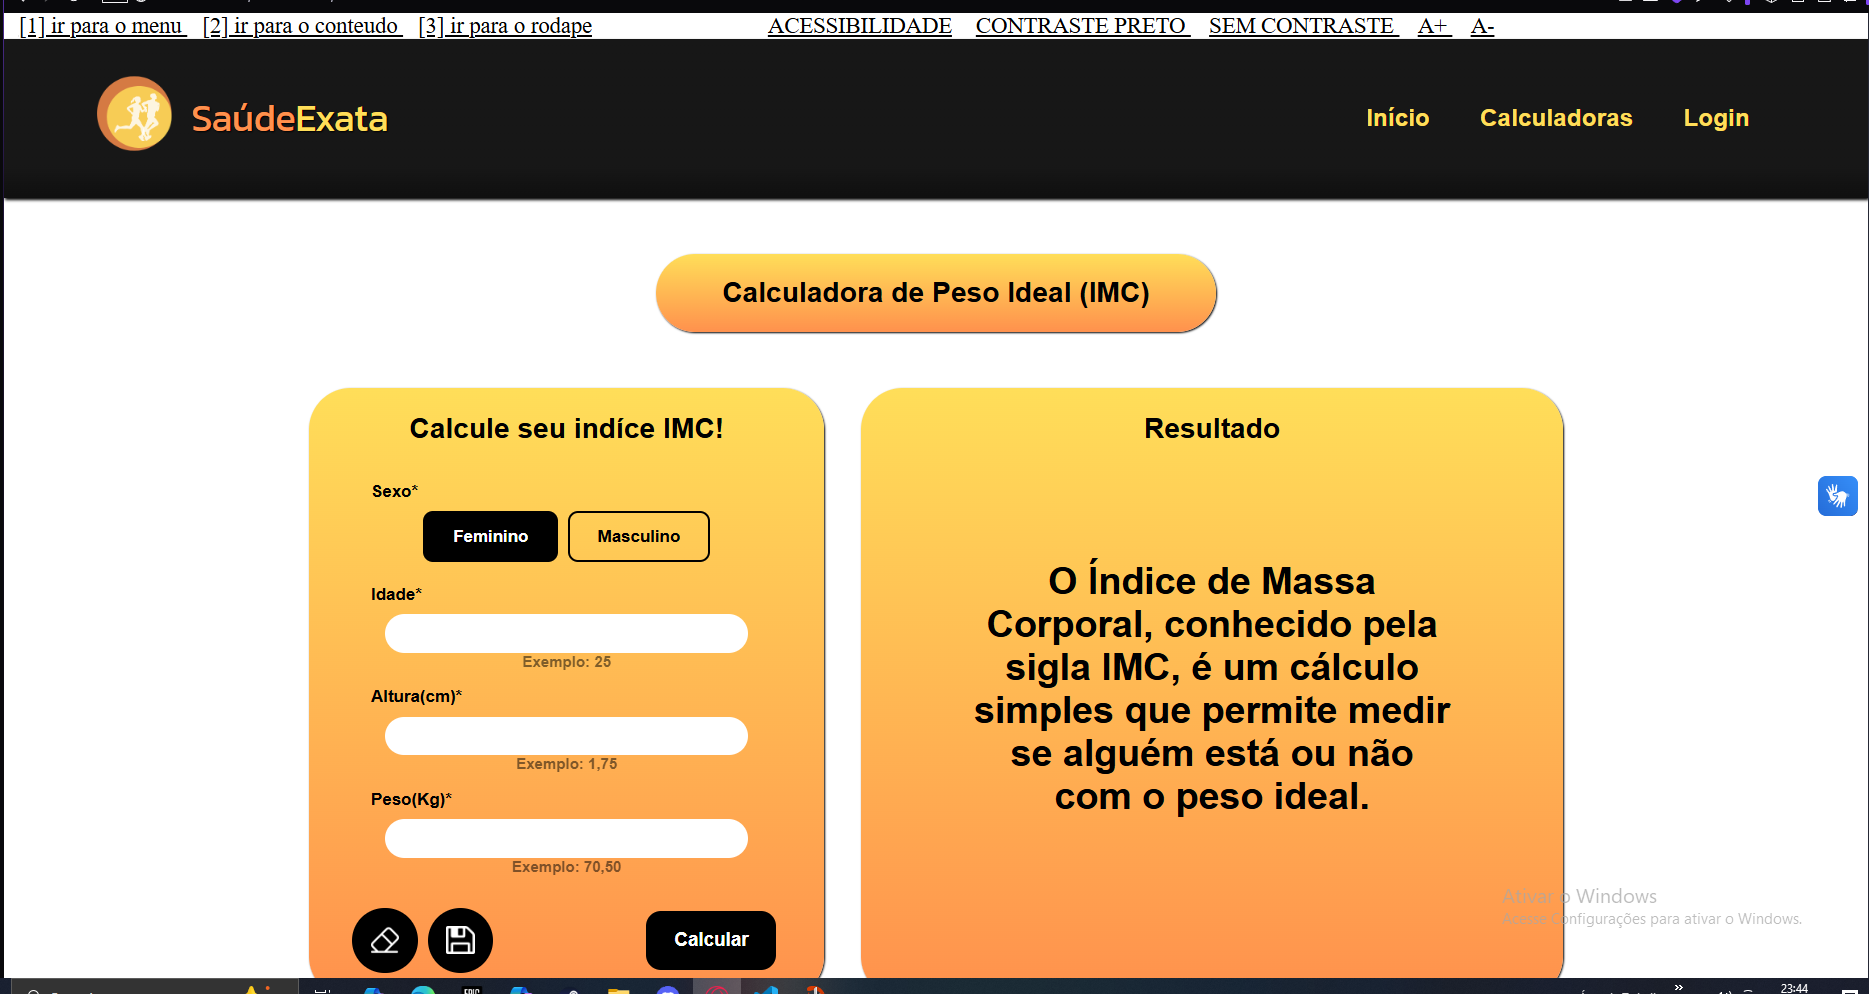 [1] ir para o menu [2] ir para o conteudo [3] ir para o rodape ACESSIBILIDADE CONTRASTE PRETO SEM CONTRASTE A+ A-
SaúdeExata Início Calculadoras Login
Calculadora de Peso Ideal (IMC)
Calcule seu indíce IMC!
Sexo*
Feminino Masculino
Idade*
Exemplo: 25
Altura(cm)*
Exemplo: 1,75
Peso(Kg)*
Exemplo: 70,50
Calcular
Resultado
O Índice de Massa
Corporal, conhecido pela
sigla IMC, é um cálculo
simples que permite medir
se alguém está ou não
com o peso ideal.
Ativar o Windows
Acesse Configurações para ativar o Windows.
EPIC
23:44